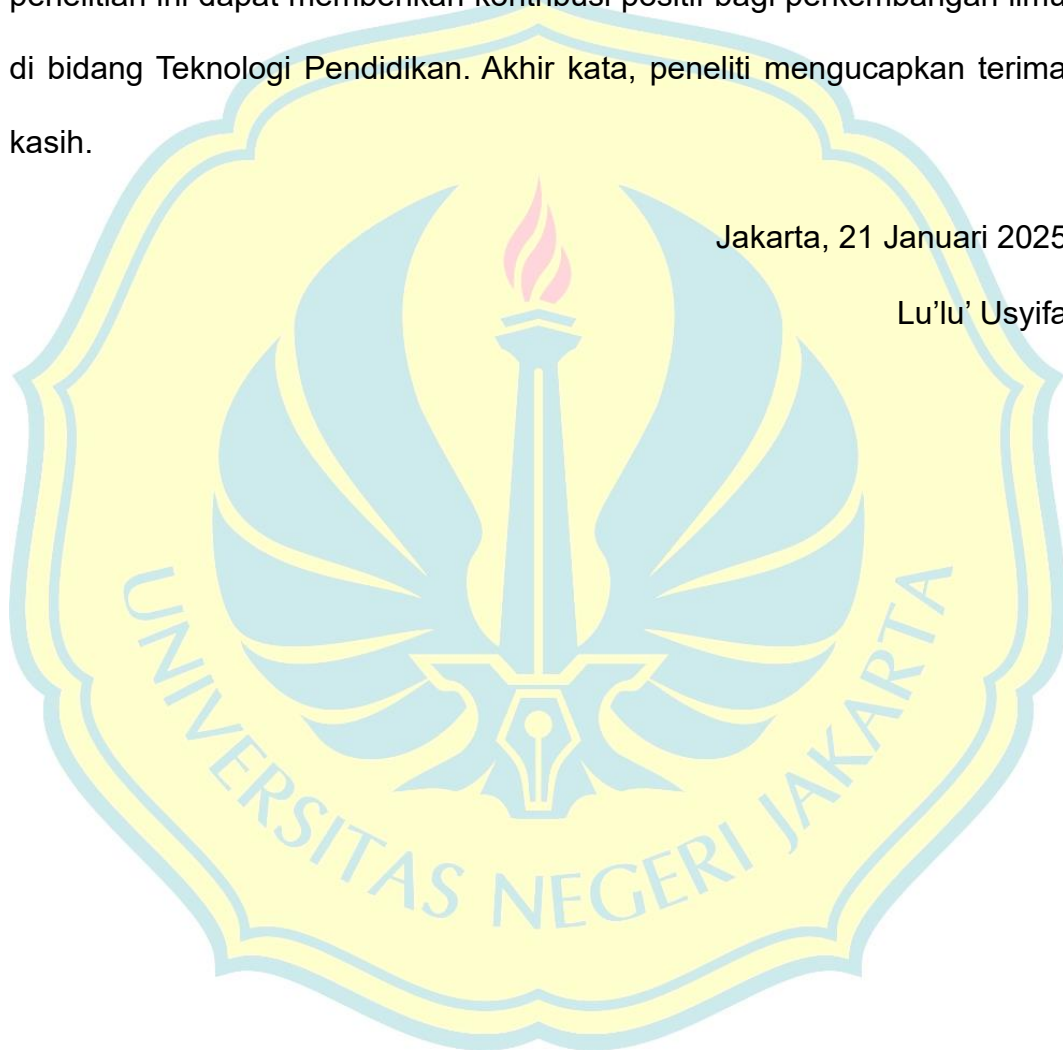 penelitian ini dapat memberikan kontribusi positif bagi perkembangan ilmu
di bidang Teknologi Pendidikan. Akhir kata, peneliti mengucapkan terima
kasih.
Jakarta, 21 Januari 2025
Lu’lu’ Usyifa
UNIVERSITAS NEGERI JAKARTA